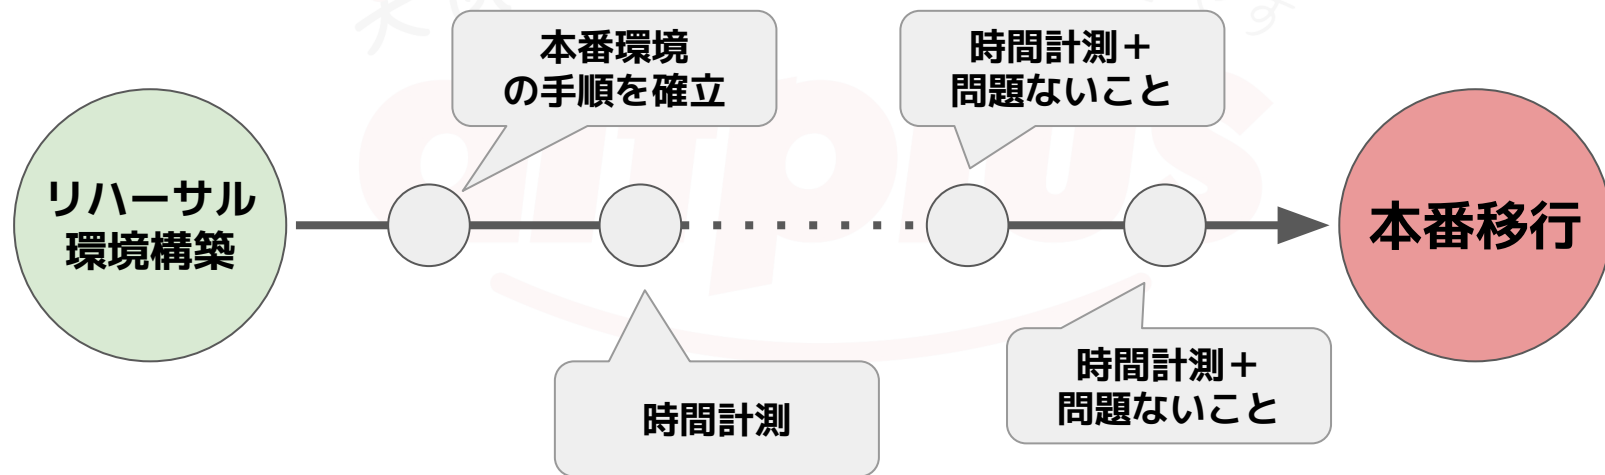 本番環境
の手順を確立
時間計測＋
問題ないこと
リハーサル
環境構築
本番移行
時間計測
時間計測＋
問題ないこと
artplus